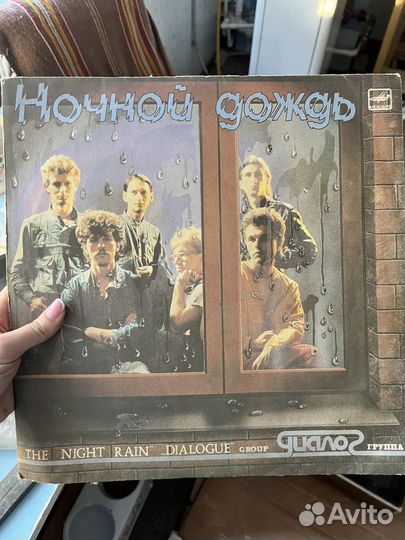 Ночной дождь
THE "NIGHT RAIN" „DIALOGUE" GROUP диалог ГРУППА
Avito